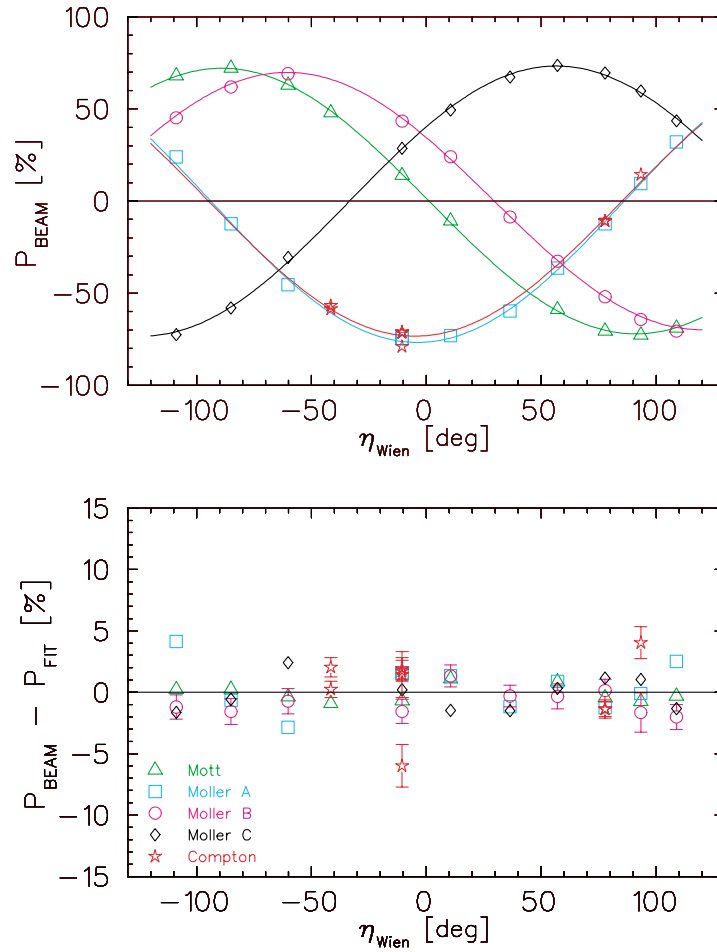 100
50
0
−50
−100
P_BEAM [%]
−100 −50 0 50 100
η_Wien [deg]
15
10
5
0
−5
−10
−15
P_BEAM − P_FIT [%]
Mott
Moller A
Moller B
Moller C
Compton
−100 −50 0 50 100
η_Wien [deg]